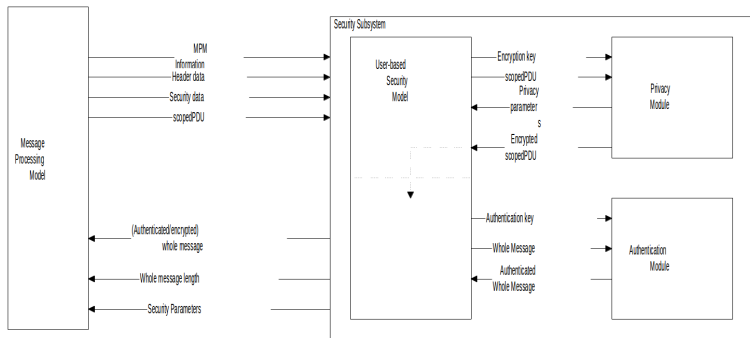 Security Subsystem
MPM
Information
Header data
Security data
scopedPDU
Message
Processing
Model
(Authenticated/encrypted)
whole message
Whole message length
Security Parameters
User-based
Security
Model
Encryption key
scopedPDU
Privacy
parameter
s
Encrypted
scopedPDU
Privacy
Module
Authentication key
Whole Message
Authenticated
Whole Message
Authentication
Module